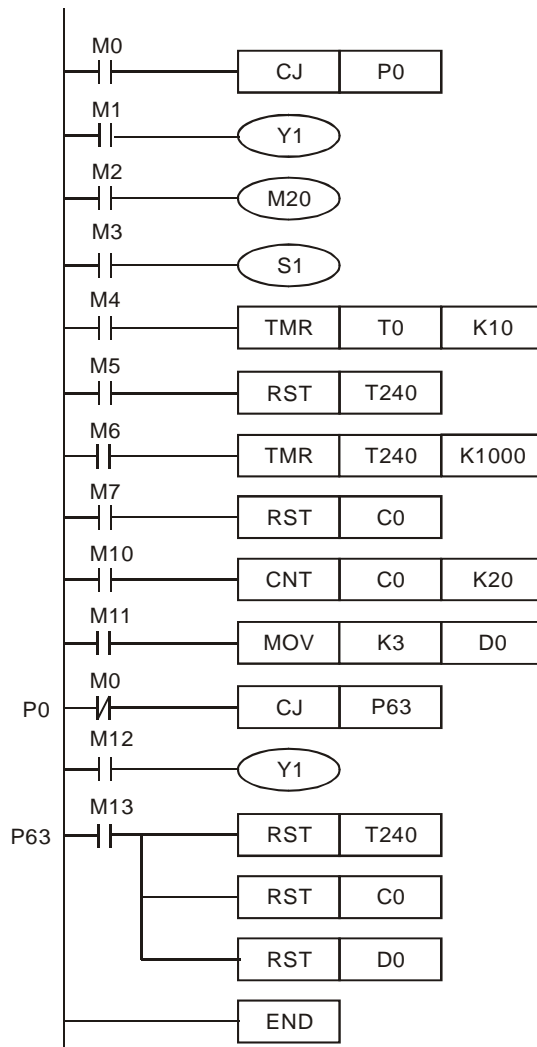 M0
CJ P0
M1
Y1
M2
M20
M3
S1
M4
TMR T0 K10
M5
RST T240
M6
TMR T240 K1000
M7
RST C0
M10
CNT C0 K20
M11
MOV K3 D0
M0
P0 CJ P63
M12
Y1
M13
P63 RST T240
RST C0
RST D0
END